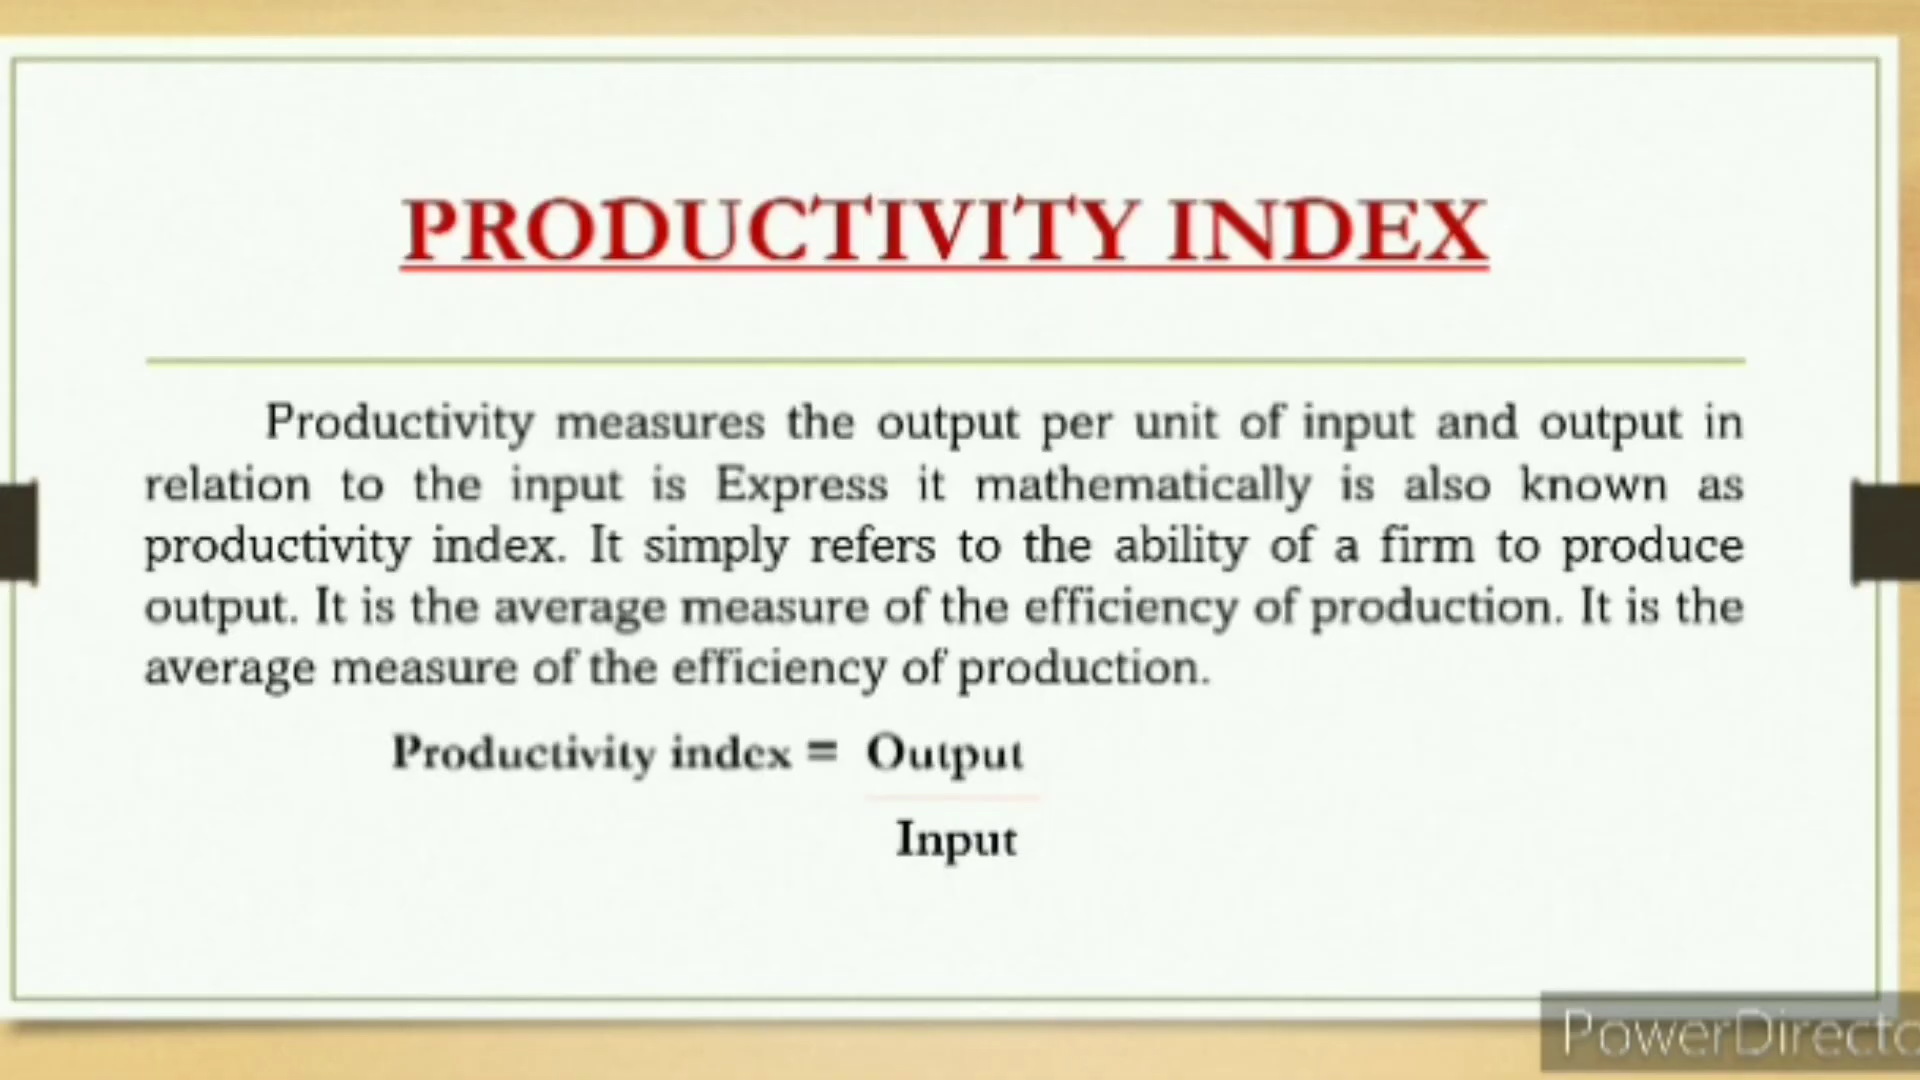 PRODUCTIVITY INDEX
Productivity measures the output per unit of input and output in
relation to the input is Express it mathematically is also known as
productivity index. It simply refers to the ability of a firm to produce
output. It is the average measure of the efficiency of production. It is the
average measure of the efficiency of production.
Productivity index = Output
Input
PowerDirecto